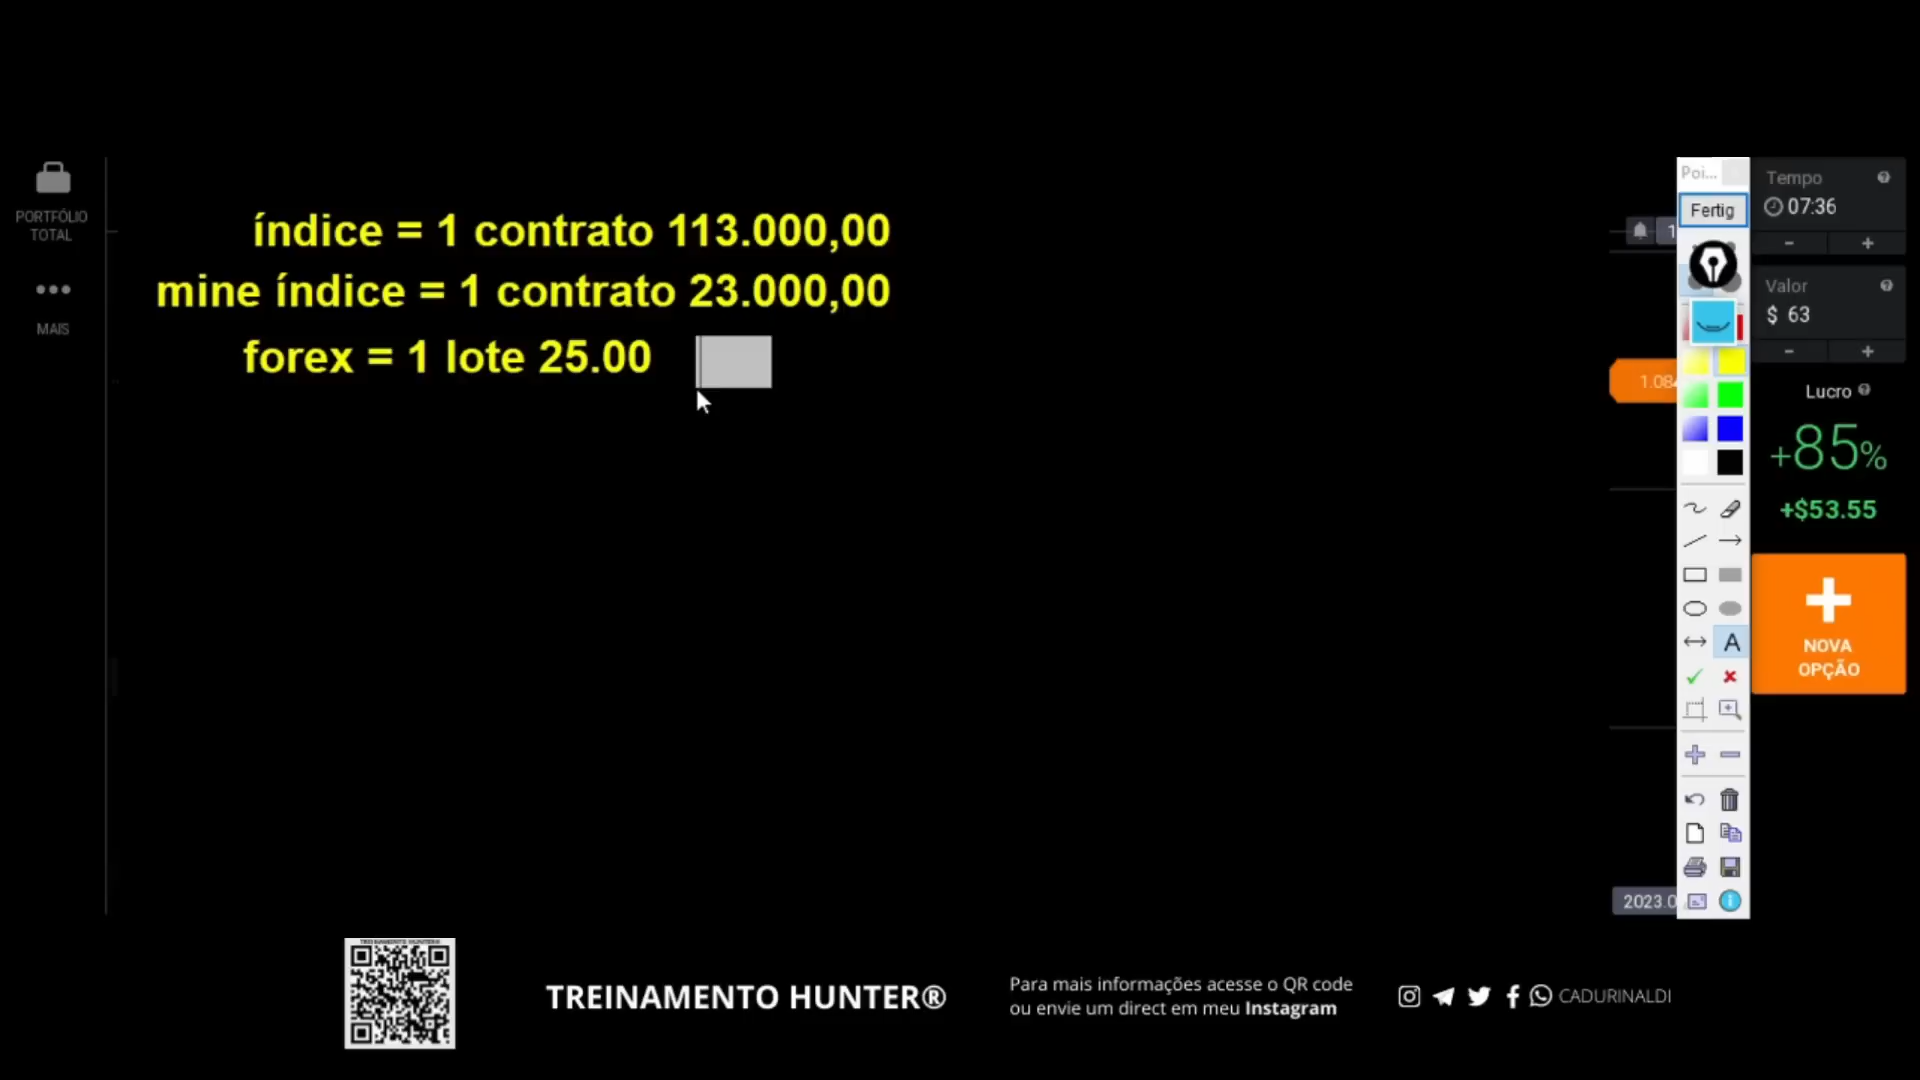 PORTFÓLIO
TOTAL
MAIS
índice = 1 contrato 113.000,00
mine índice = 1 contrato 23.000,00
forex = 1 lote 25.00
Poi...
Fertig
Tempo
07:36
Valor
$ 63
Lucro
+85%
+$53.55
NOVA
OPÇÃO
A
TREINAMENTO HUNTER®
Para mais informações acesse o QR code
ou envie um direct em meu Instagram
CADURINALDI